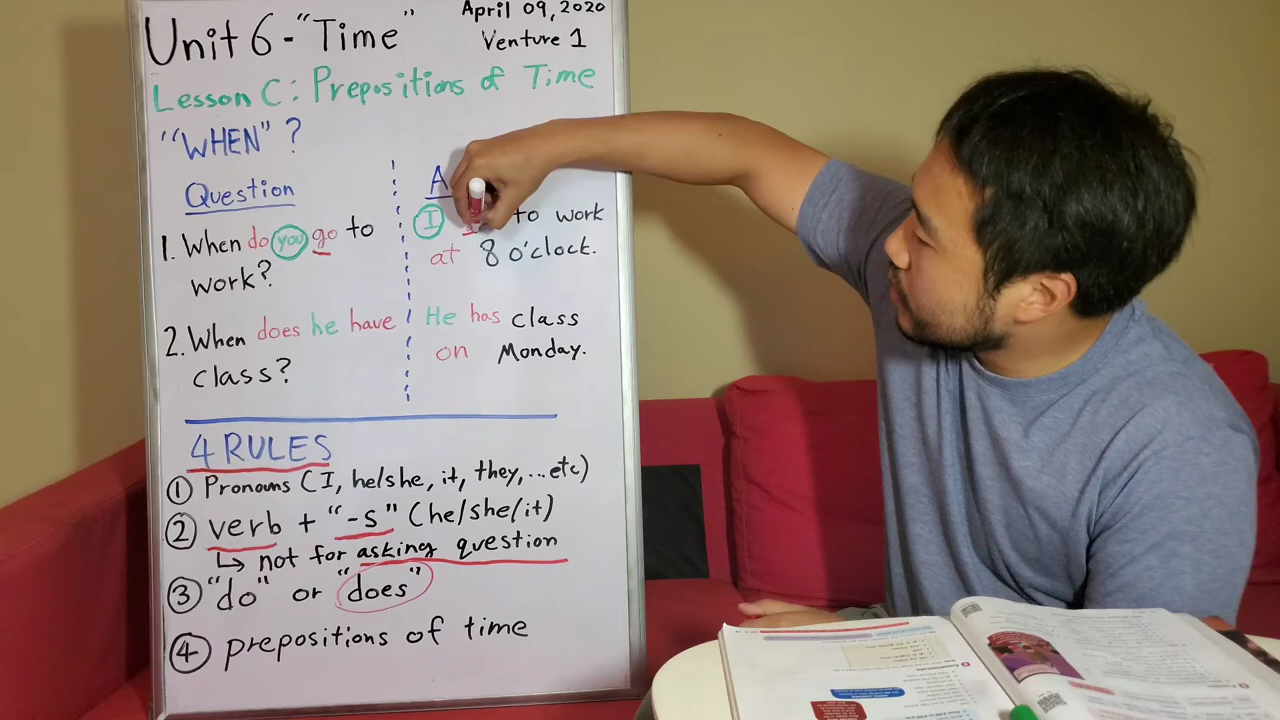 Unit 6 - "Time"
April 09, 2020
Venture 1
Lesson C: Prepositions of Time
"WHEN" ?
Question
1. When do you go to
work?
2. When does he have
class?
A
I to work
at 8 o'clock.
He has class
on Monday.
4 RULES
① Pronouns (I, he/she, it, they, ... etc)
② verb + "-s" (he/she/it)
↳ not for asking question
③ "do" or "does"
④ prepositions of time